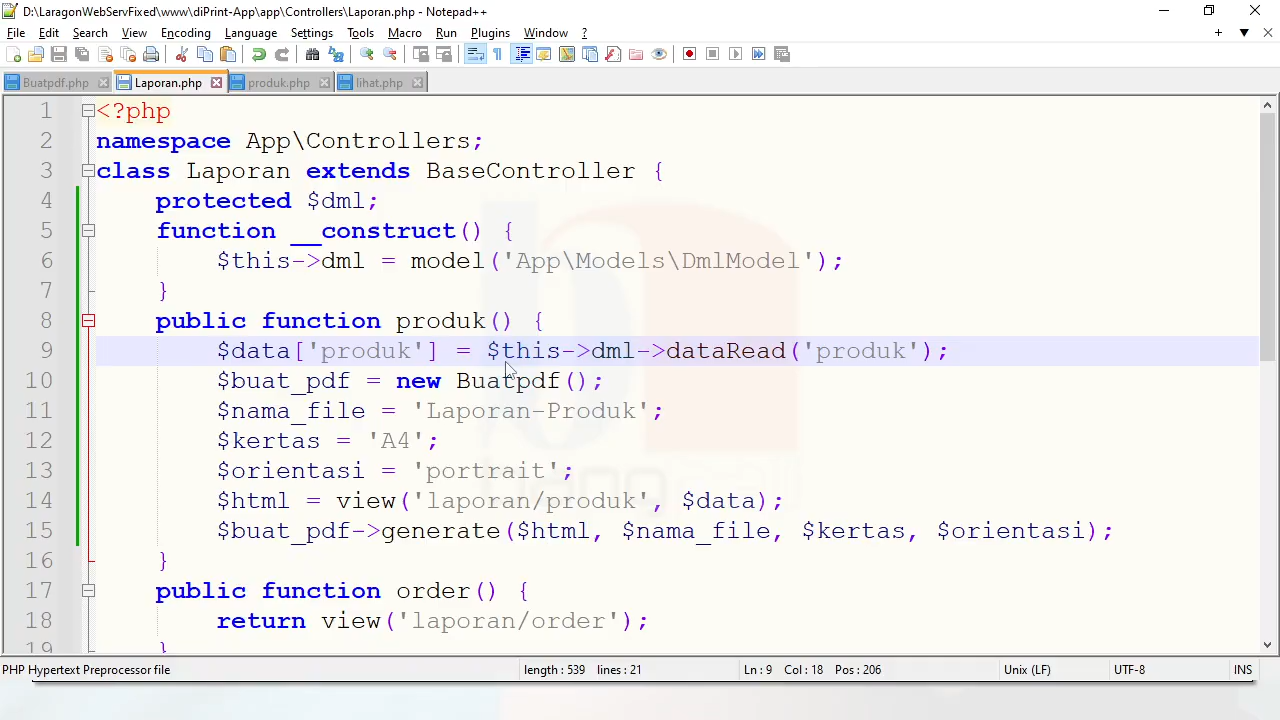 D:\LaragonWebServFixed\www\diPrint-App\app\Controllers\Laporan.php - Notepad++
File Edit Search View Encoding Language Settings Tools Macro Run Plugins Window ?
Buatpdf.php Laporan.php produk.php lihat.php
1 <?php
2 namespace App\Controllers;
3 class Laporan extends BaseController {
4 protected $dml;
5 function __construct() {
6 $this->dml = model('App\Models\DmlModel');
7 }
8 public function produk() {
9 $data['produk'] = $this->dml->dataRead('produk');
10 $buat_pdf = new Buatpdf();
11 $nama_file = 'Laporan-Produk';
12 $kertas = 'A4';
13 $orientasi = 'portrait';
14 $html = view('laporan/produk', $data);
15 $buat_pdf->generate($html, $nama_file, $kertas, $orientasi);
16 }
17 public function order() {
18 return view('laporan/order');
19 }
PHP Hypertext Preprocessor file length : 539 lines : 21 Ln : 9 Col : 18 Pos : 206 Unix (LF) UTF-8 INS